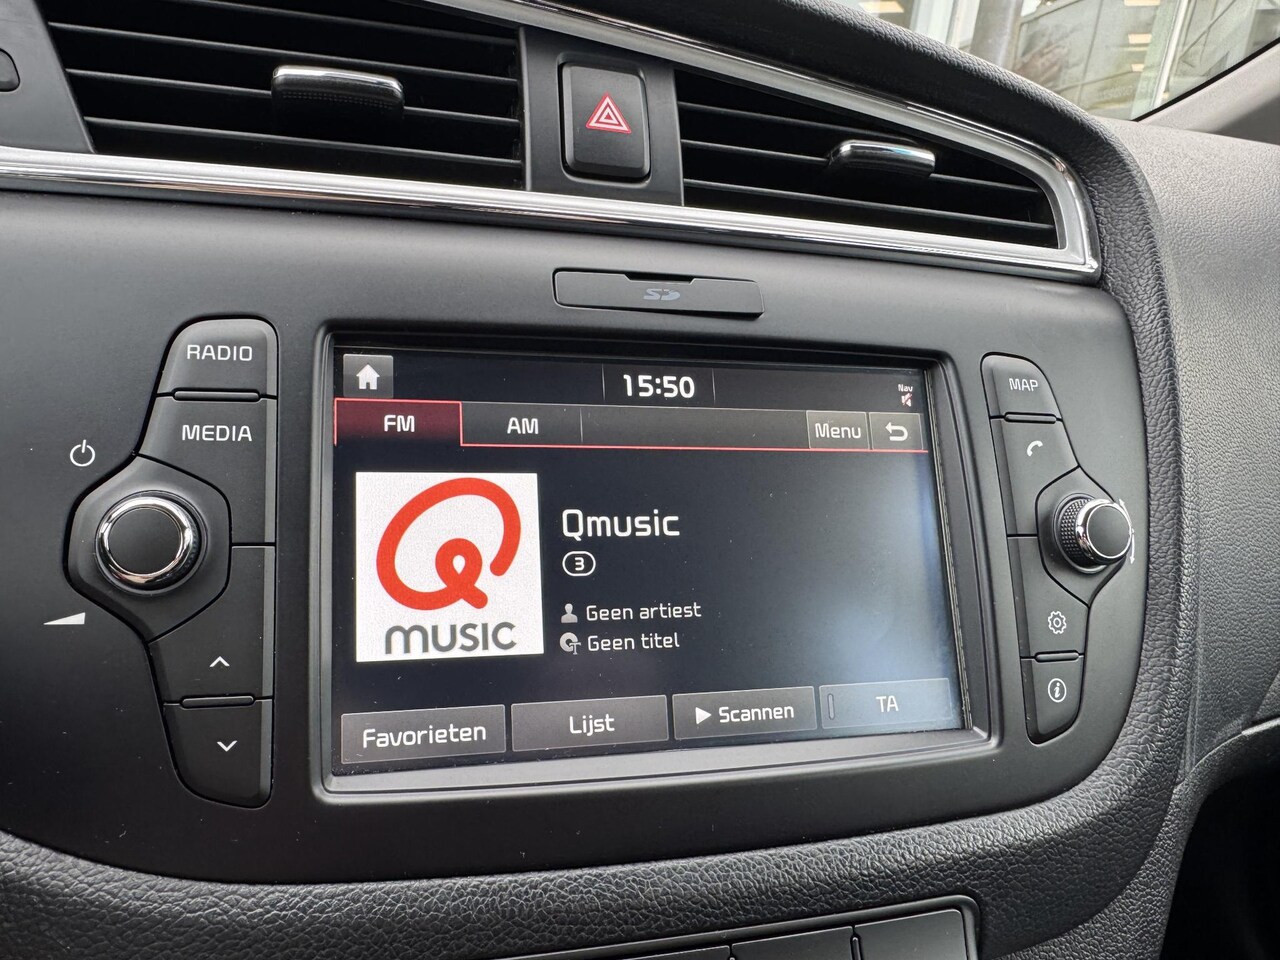 SD
RADIO
MEDIA
MAP
15:50
Nav
FM
AM
Menu
Q
MUSIC
Qmusic
3
Geen artiest
Geen titel
Favorieten
Lijst
Scannen
TA